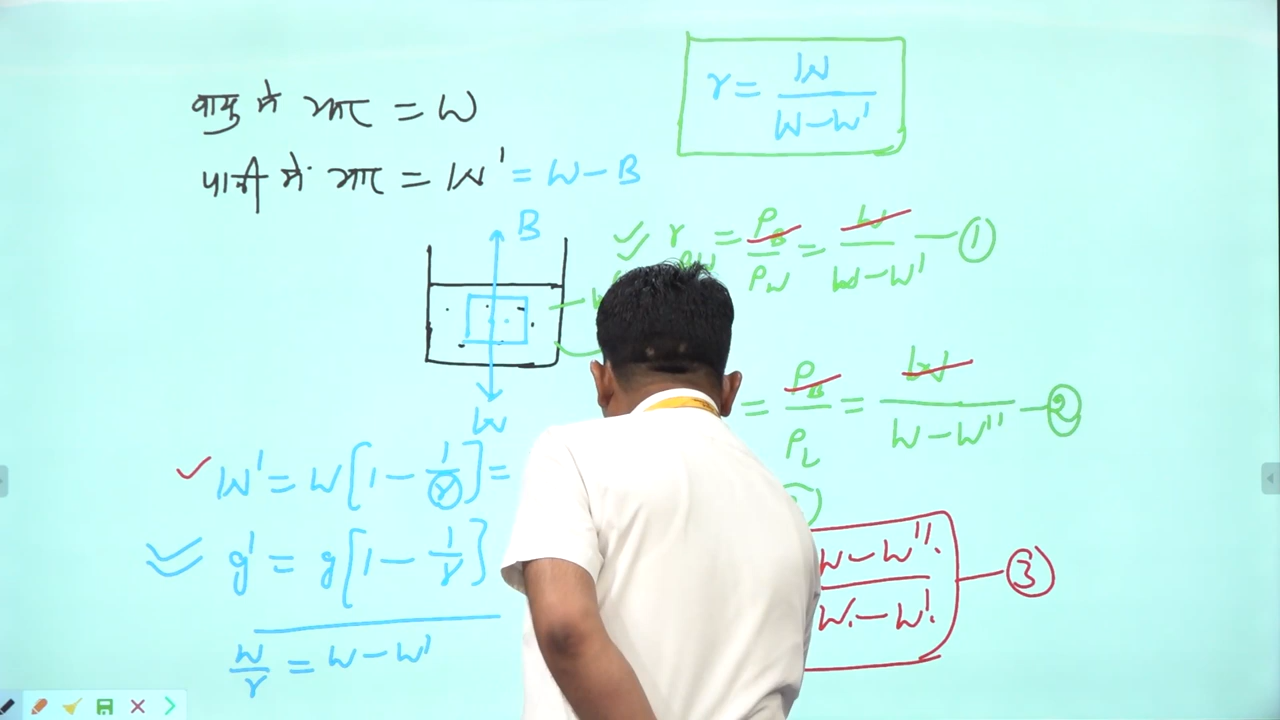 वायु में भार = W
पानी में भार = W' = W – B
r = W / (W – W')
B
r = ρB / ρW = W / (W – W') — ①
= ρB / ρL = W / (W – W'') — ②
W
W' = W[1 – 1/r] =
g' = g[1 – 1/r]
(W – W'') / (W – W') — ③
W/r = W – W'